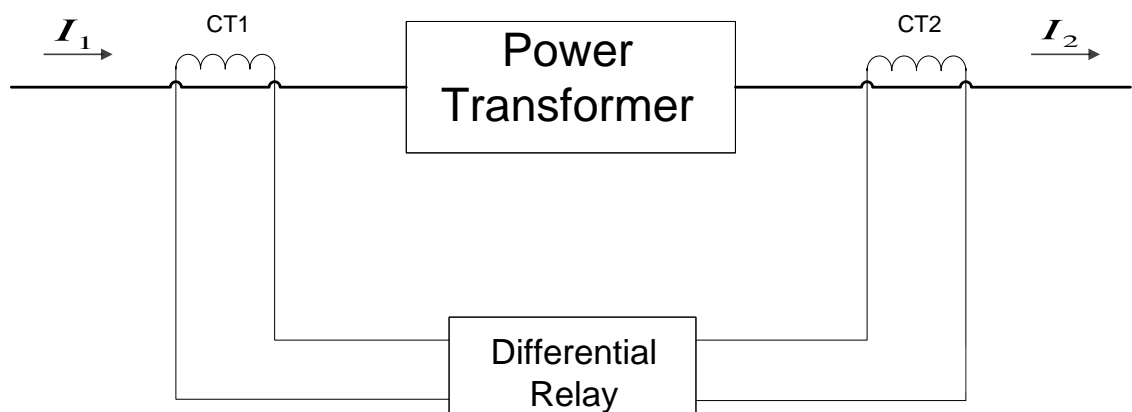 I1
CT1
Power
Transformer
CT2
I2
Differential
Relay